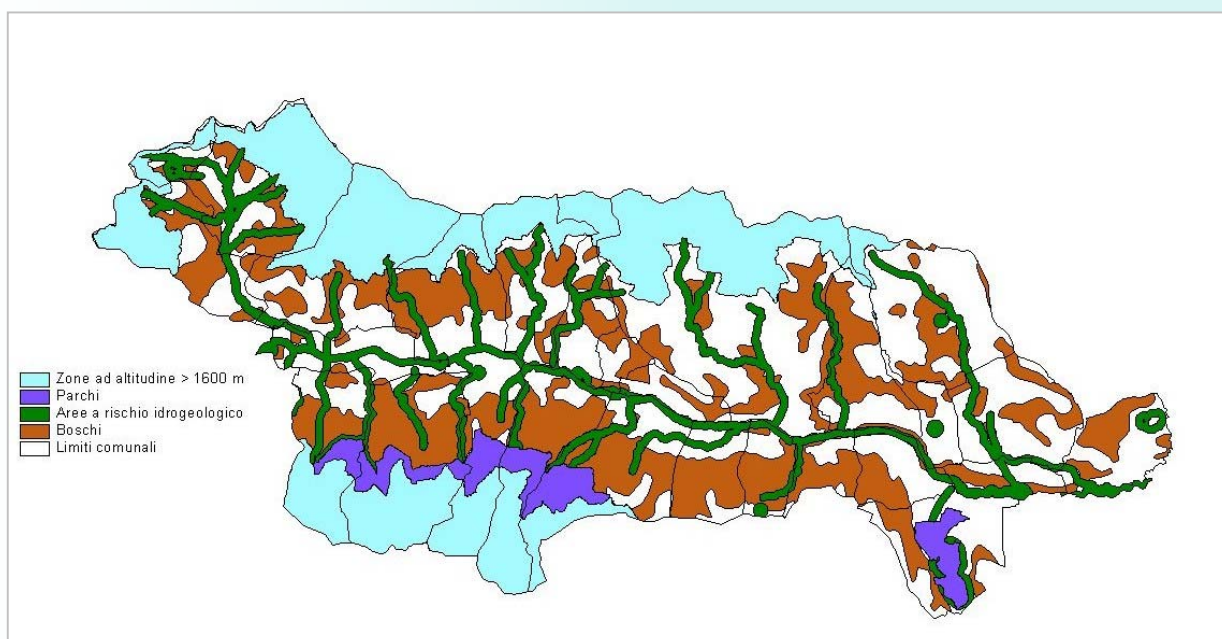 Zone ad altitudine > 1600 m
Parchi
Aree a rischio idrogeologico
Boschi
Limiti comunali